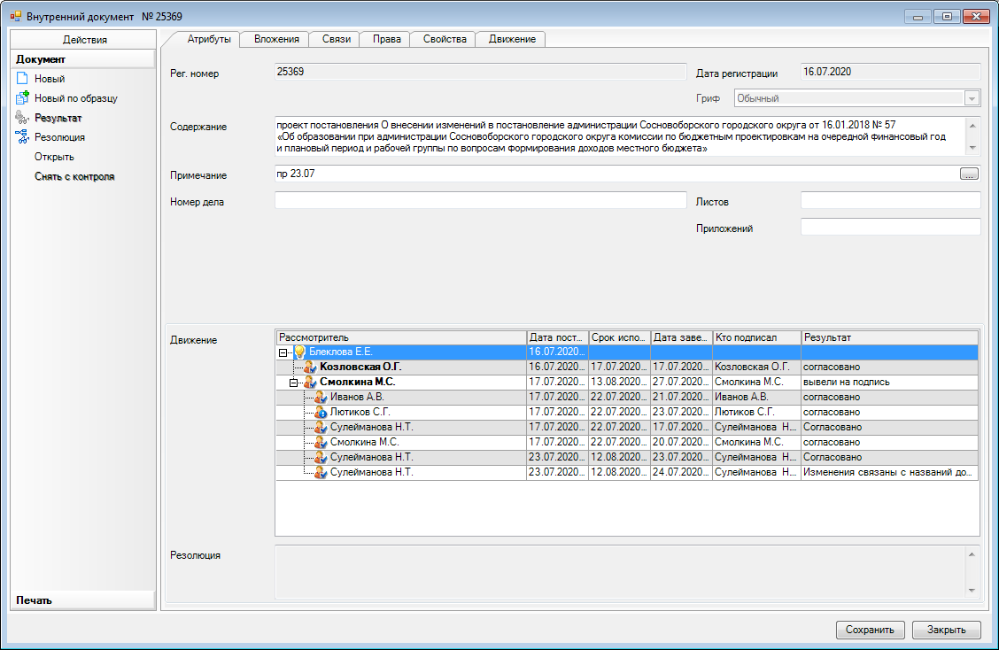 Внутренний документ № 25369
Действия
Документ
Новый
Новый по образцу
Результат
Резолюция
Открыть
Снять с контроля
Печать
Атрибуты Вложения Связи Права Свойства Движение
Рег. номер 25369 Дата регистрации 16.07.2020
Гриф Обычный
Содержание проект постановления О внесении изменений в постановление администрации Сосновоборского городского округа от 16.01.2018 № 57
«Об образовании при администрации Сосновоборского городского округа комиссии по бюджетным проектировкам на очередной финансовый год
и плановый период и рабочей группы по вопросам формирования доходов местного бюджета»
Примечание пр 23.07 ...
Номер дела Листов
Приложений
Движение
Рассмотритель Дата пост... Срок испо... Дата заве... Кто подписал Результат
Блеклова Е.Е. 16.07.2020...
Козловская О.Г. 16.07.2020... 17.07.2020... 17.07.2020... Козловская О.Г. согласовано
Смолкина М.С. 17.07.2020... 13.08.2020... 27.07.2020... Смолкина М.С. вывели на подпись
Иванов А.В. 17.07.2020... 22.07.2020... 21.07.2020... Иванов А.В. согласовано
Лютиков С.Г. 17.07.2020... 22.07.2020... 23.07.2020... Лютиков С.Г. согласовано
Сулейманова Н.Т. 17.07.2020... 22.07.2020... 17.07.2020... Сулейманова Н... Согласовано
Смолкина М.С. 17.07.2020... 22.07.2020... 20.07.2020... Смолкина М.С. согласовано
Сулейманова Н.Т. 23.07.2020... 12.08.2020... 23.07.2020... Сулейманова Н... Согласовано
Сулейманова Н.Т. 23.07.2020... 12.08.2020... 24.07.2020... Сулейманова Н... Изменения связаны с названий до...
Резолюция
Сохранить Закрыть